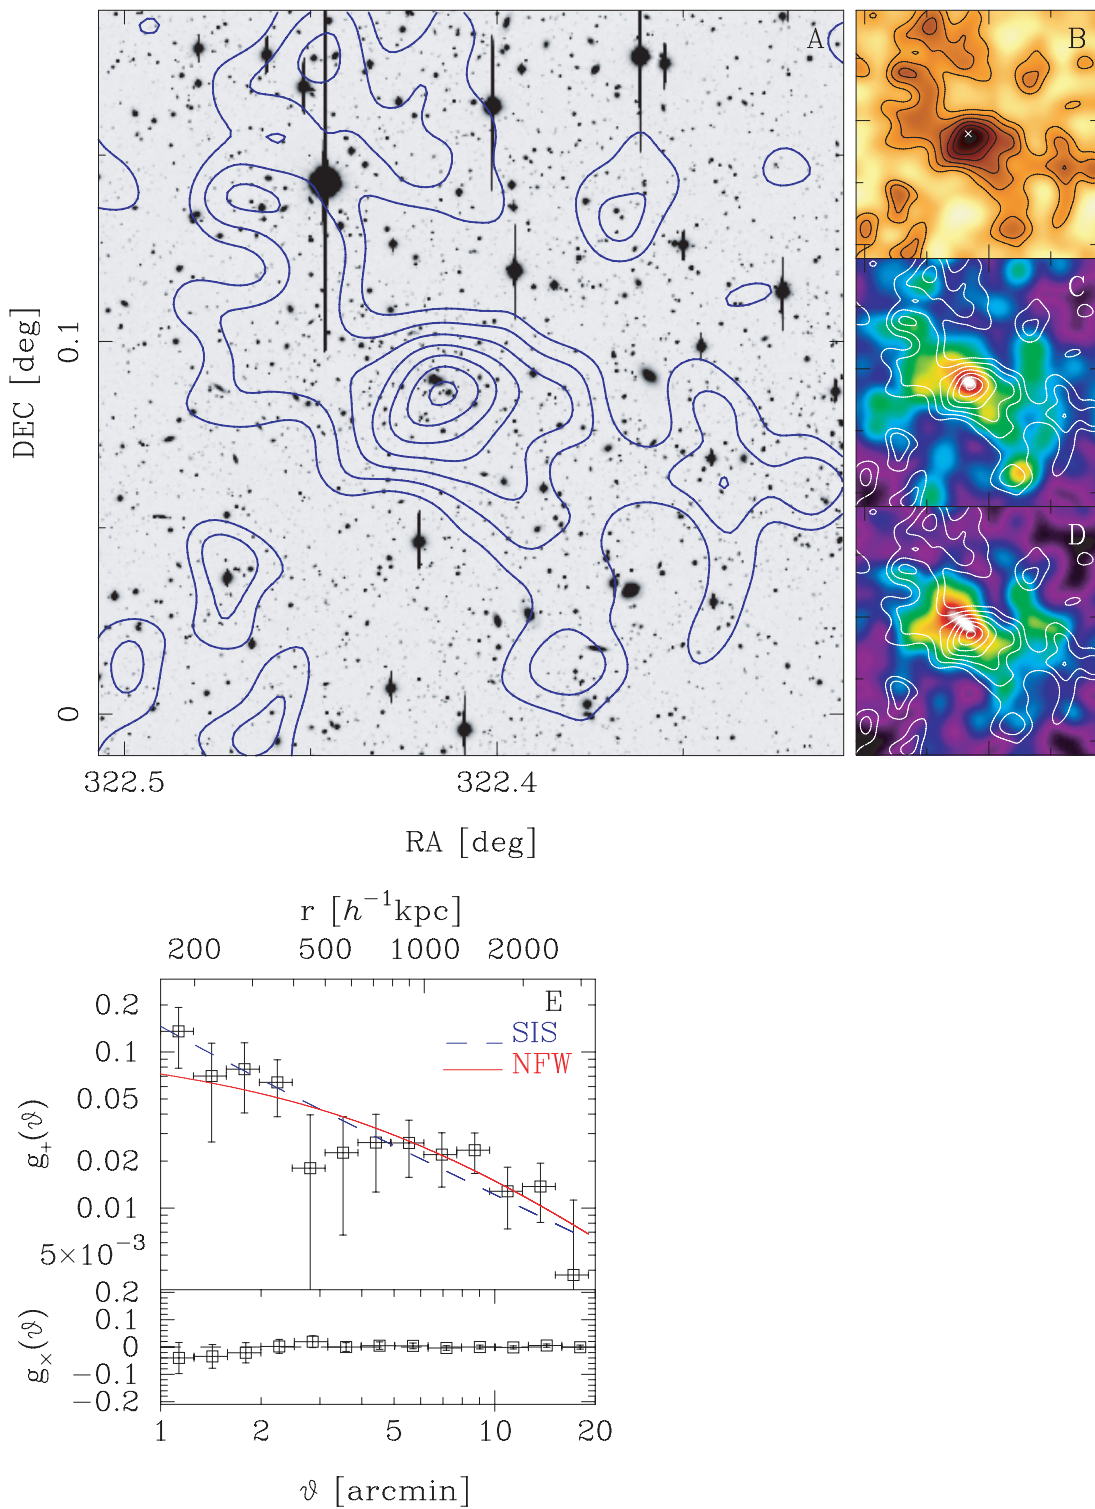 A
B
C
D
DEC [deg]
0.1
0
322.5 322.4
RA [deg]
r [h⁻¹kpc]
200 500 1000 2000
E
SIS
NFW
g₊(ϑ)
0.2
0.1
0.05
0.02
0.01
5×10⁻³
g×(ϑ)
0.2
0.1
0
−0.1
−0.2
1 2 5 10 20
ϑ [arcmin]